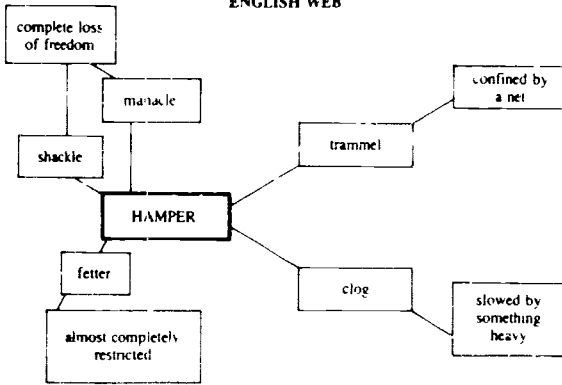 ENGLISH WEB
complete loss
of freedom
manacle
confined by
a net
trammel
shackle
HAMPER
fetter
clog
slowed by
something
heavy
almost completely
restricted